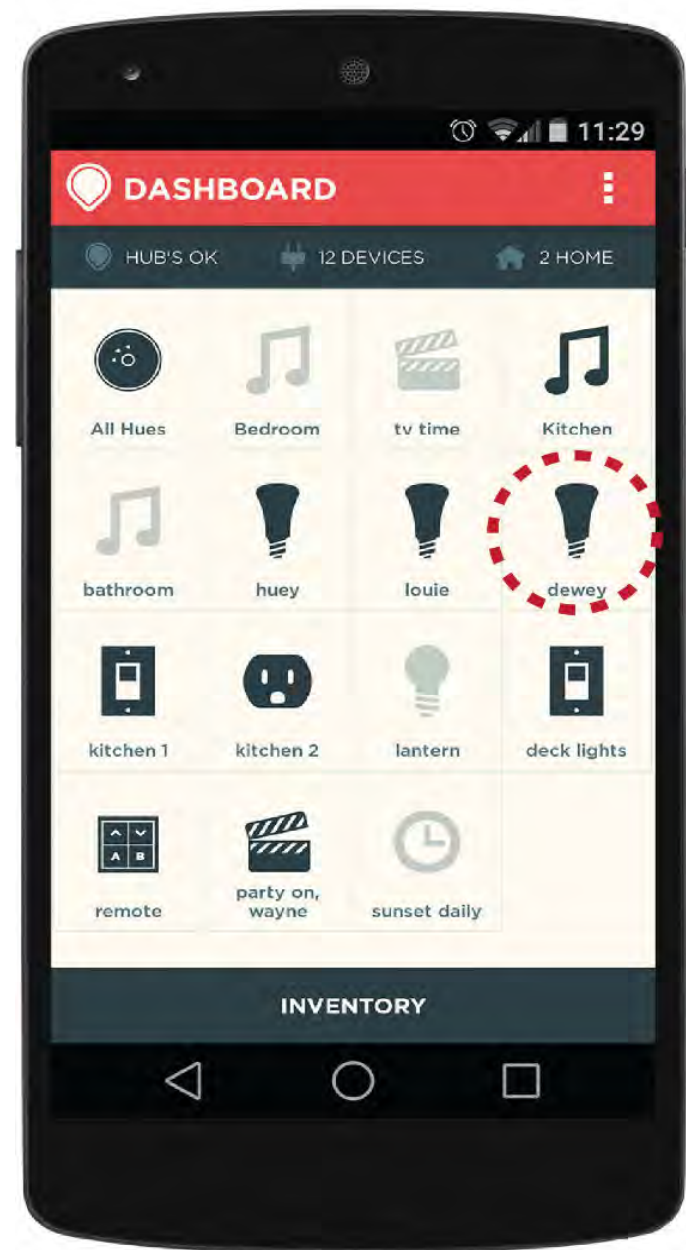 11:29
DASHBOARD
HUB'S OK 12 DEVICES 2 HOME
All Hues Bedroom tv time Kitchen
bathroom huey louie dewey
kitchen 1 kitchen 2 lantern deck lights
A B
remote party on, wayne sunset daily
INVENTORY